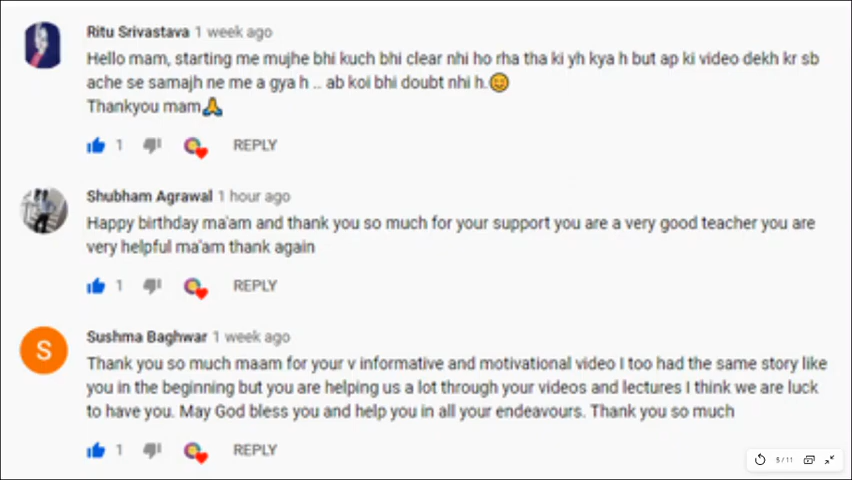 Ritu Srivastava 1 week ago
Hello mam, starting me mujhe bhi kuch bhi clear nhi ho rha tha ki yh kya h but ap ki video dekh kr sb
ache se samajh ne me a gya h .. ab koi bhi doubt nhi h.😊
Thankyou mam🙏
1 REPLY
Shubham Agrawal 1 hour ago
Happy birthday ma'am and thank you so much for your support you are a very good teacher you are
very helpful ma'am thank again
1 REPLY
S
Sushma Baghwar 1 week ago
Thank you so much maam for your v informative and motivational video I too had the same story like
you in the beginning but you are helping us a lot through your videos and lectures I think we are luck
to have you. May God bless you and help you in all your endeavours. Thank you so much
1 REPLY
5/11